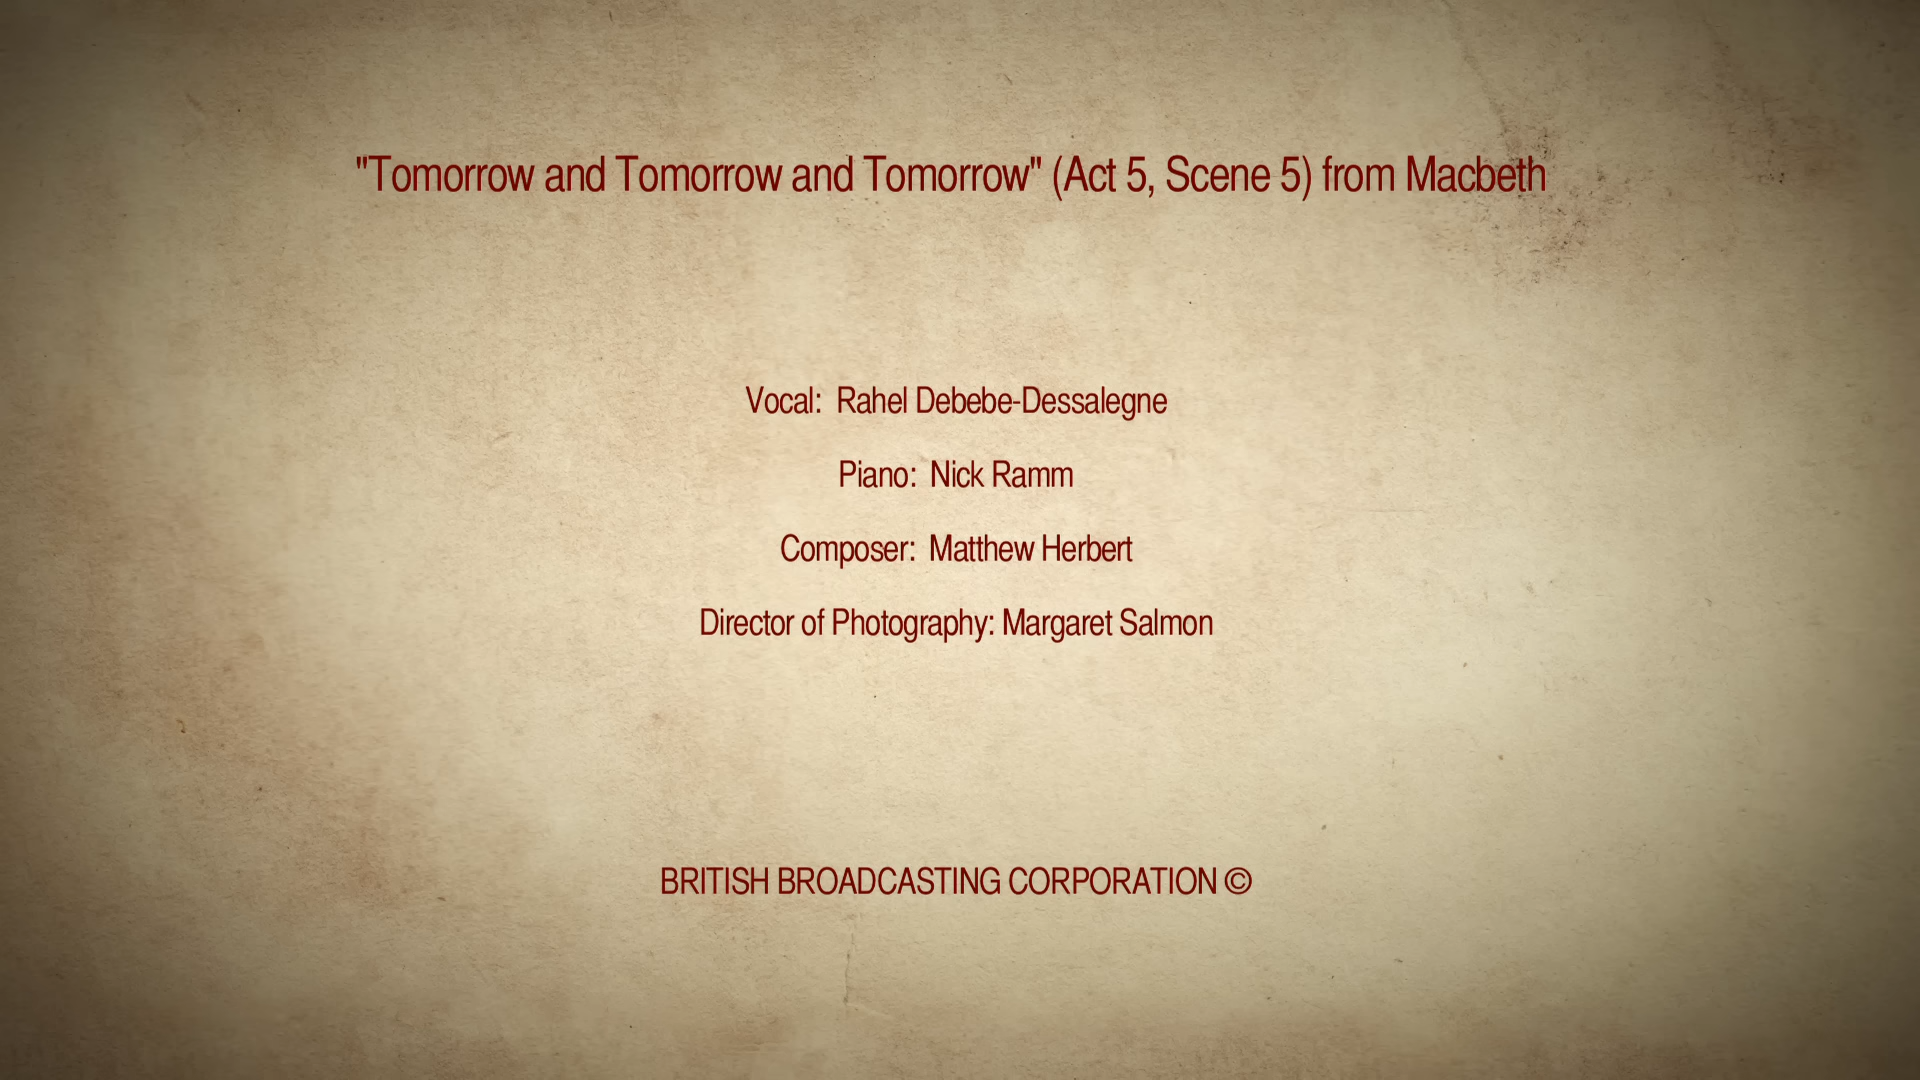 "Tomorrow and Tomorrow and Tomorrow" (Act 5, Scene 5) from Macbeth
Vocal: Rahel Debebe-Dessalegne
Piano: Nick Ramm
Composer: Matthew Herbert
Director of Photography: Margaret Salmon
BRITISH BROADCASTING CORPORATION ©